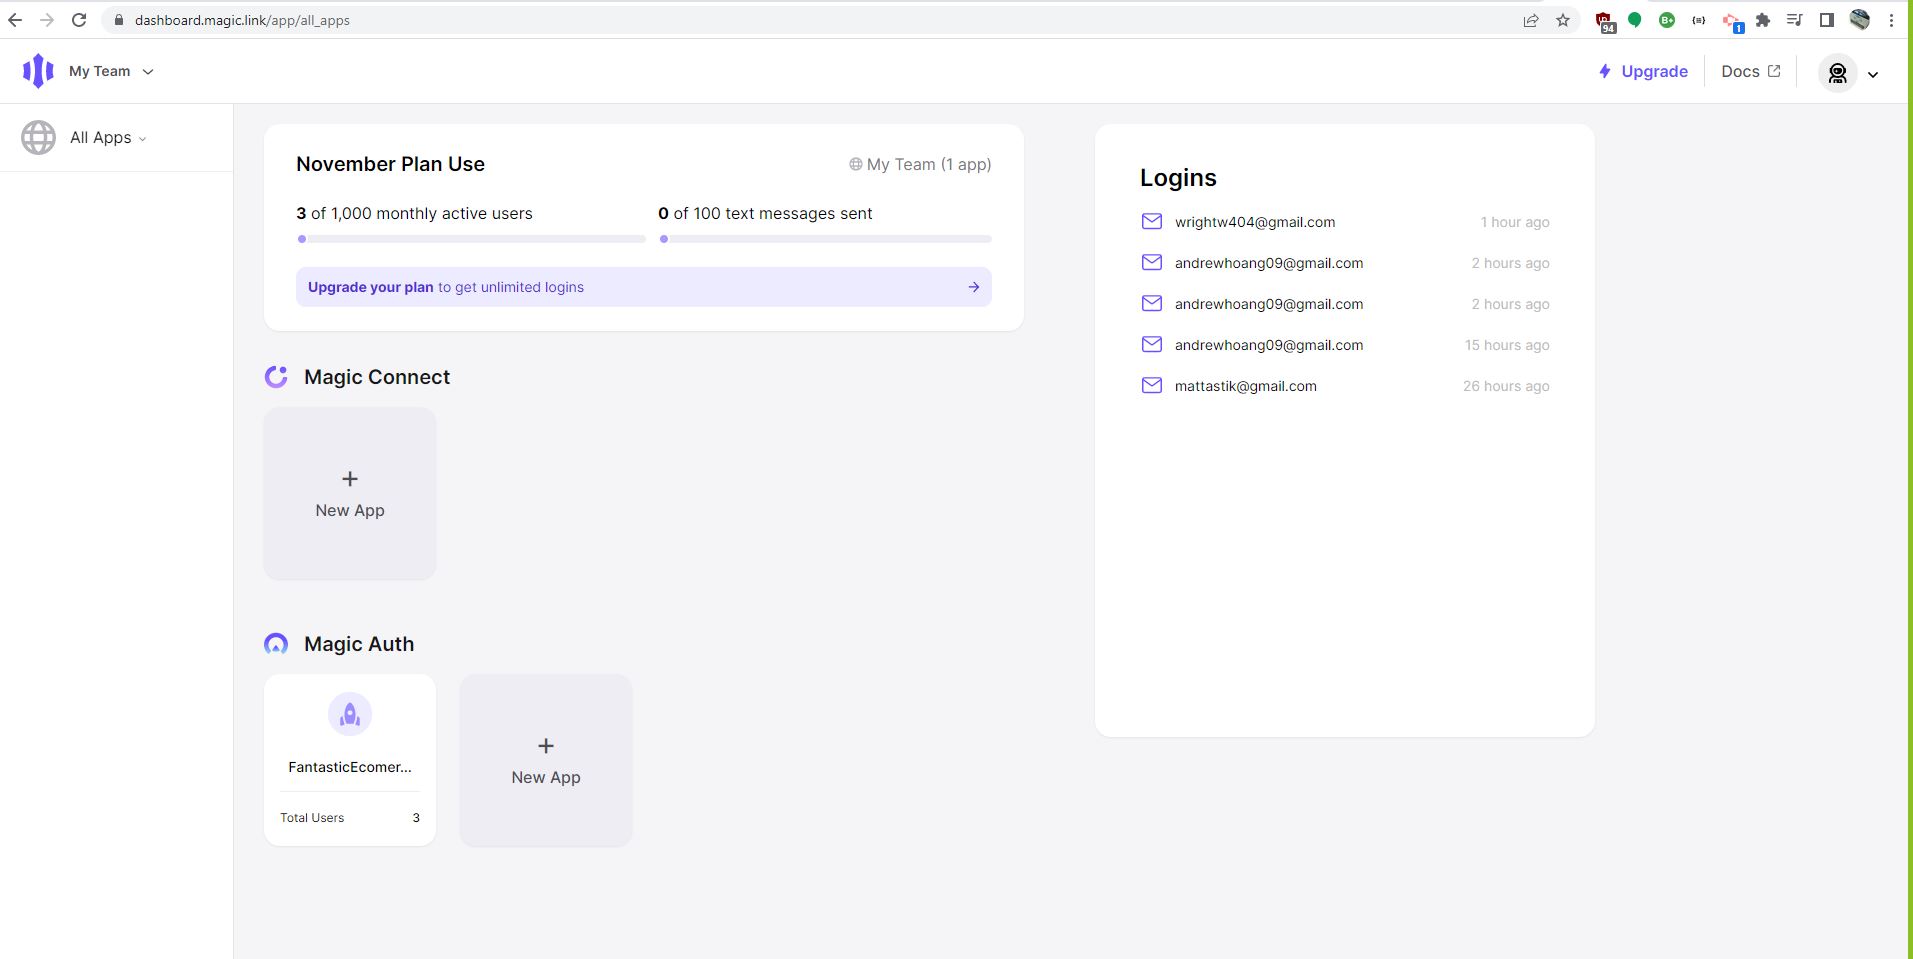 dashboard.magic.link/app/all_apps
94
B+
1
My Team
Upgrade
Docs
All Apps
November Plan Use
My Team (1 app)
3 of 1,000 monthly active users
0 of 100 text messages sent
Upgrade your plan to get unlimited logins
Logins
wrightw404@gmail.com 1 hour ago
andrewhoang09@gmail.com 2 hours ago
andrewhoang09@gmail.com 2 hours ago
andrewhoang09@gmail.com 15 hours ago
mattastik@gmail.com 26 hours ago
Magic Connect
+
New App
Magic Auth
FantasticEcomer...
Total Users 3
+
New App